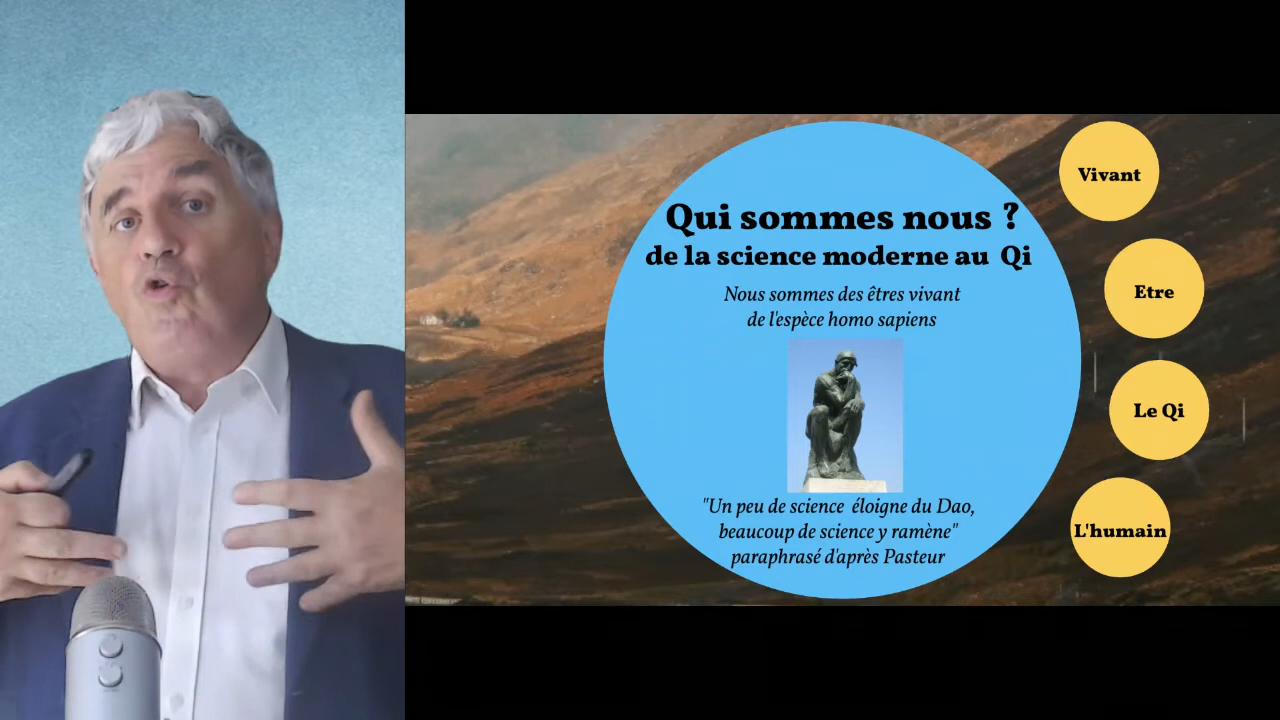 Qui sommes nous ?
de la science moderne au Qi
Nous sommes des êtres vivant
de l'espèce homo sapiens
"Un peu de science éloigne du Dao,
beaucoup de science y ramène"
paraphrasé d'après Pasteur
Vivant
Etre
Le Qi
L'humain